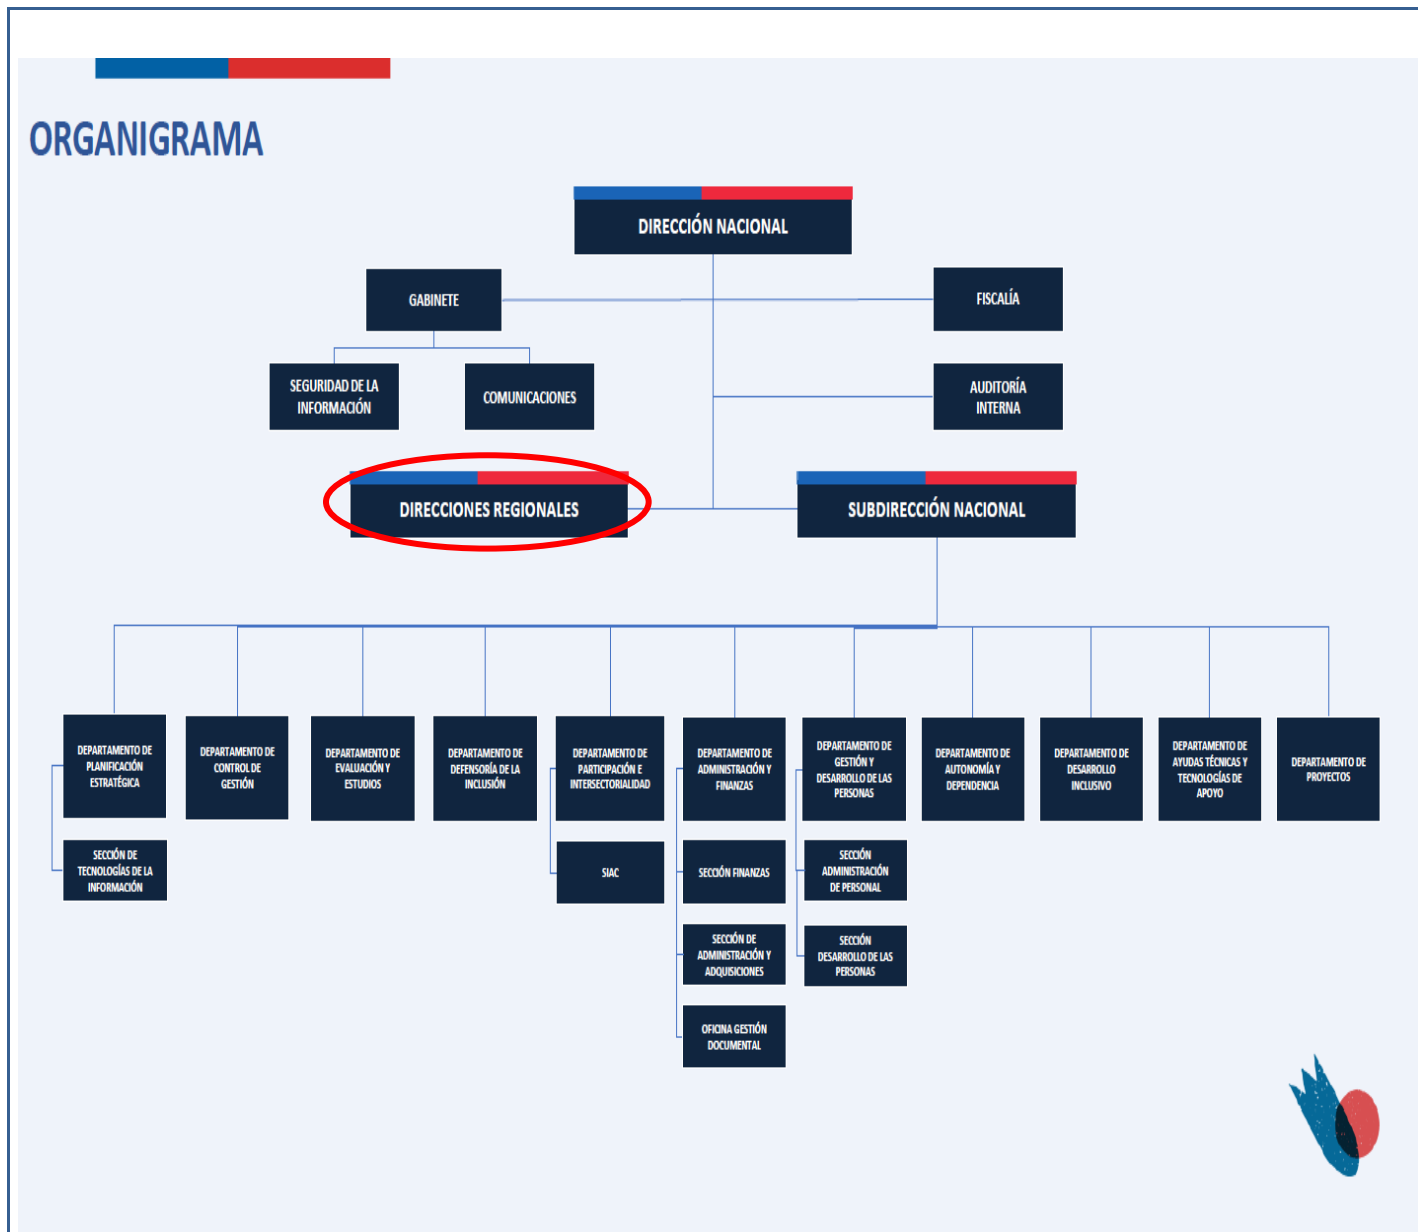 ORGANIGRAMA
DIRECCIÓN NACIONAL
GABINETE
FISCALÍA
SEGURIDAD DE LA
INFORMACIÓN
COMUNICACIONES
AUDITORÍA
INTERNA
DIRECCIONES REGIONALES
SUBDIRECCIÓN NACIONAL
DEPARTAMENTO DE
PLANIFICACIÓN
ESTRATÉGICA
DEPARTAMENTO DE
CONTROL DE
GESTIÓN
DEPARTAMENTO DE
EVALUACIÓN Y
ESTUDIOS
DEPARTAMENTO DE
DEFENSORÍA DE LA
INCLUSIÓN
DEPARTAMENTO DE
PARTICIPACIÓN E
INTERSECTORIALIDAD
DEPARTAMENTO DE
ADMINISTRACIÓN Y
FINANZAS
DEPARTAMENTO DE
GESTIÓN Y
DESARROLLO DE LAS
PERSONAS
DEPARTAMENTO DE
AUTONOMÍA Y
DEPENDENCIA
DEPARTAMENTO DE
DESARROLLO
INCLUSIVO
DEPARTAMENTO DE
AYUDAS TÉCNICAS Y
TECNOLOGÍAS DE
APOYO
DEPARTAMENTO DE
PROYECTOS
SECCIÓN DE
TECNOLOGÍAS DE LA
INFORMACIÓN
SIAC
SECCIÓN FINANZAS
SECCIÓN
ADMINISTRACIÓN
DE PERSONAL
SECCIÓN DE
ADMINISTRACIÓN Y
ADQUISICIONES
SECCIÓN
DESARROLLO DE LAS
PERSONAS
OFICINA GESTIÓN
DOCUMENTAL